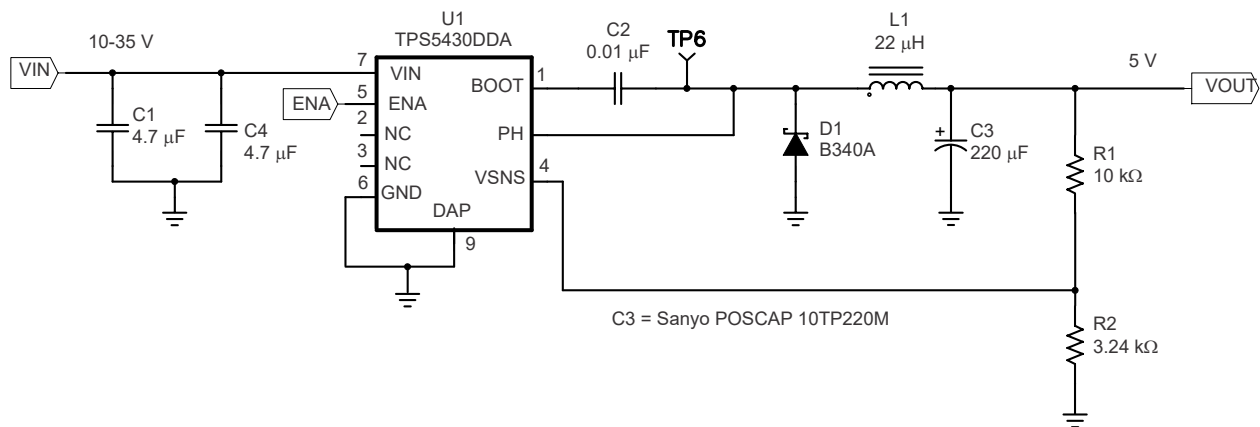 U1
TPS5430DDA
10-35 V
VIN
C1
4.7 µF
C4
4.7 µF
ENA
7
5
2
3
6
VIN
ENA
NC
NC
GND
DAP
9
BOOT
PH
VSNS
1
4
C2
0.01 µF
TP6
D1
B340A
L1
22 µH
C3
220 µF
5 V
VOUT
R1
10 kΩ
R2
3.24 kΩ
C3 = Sanyo POSCAP 10TP220M